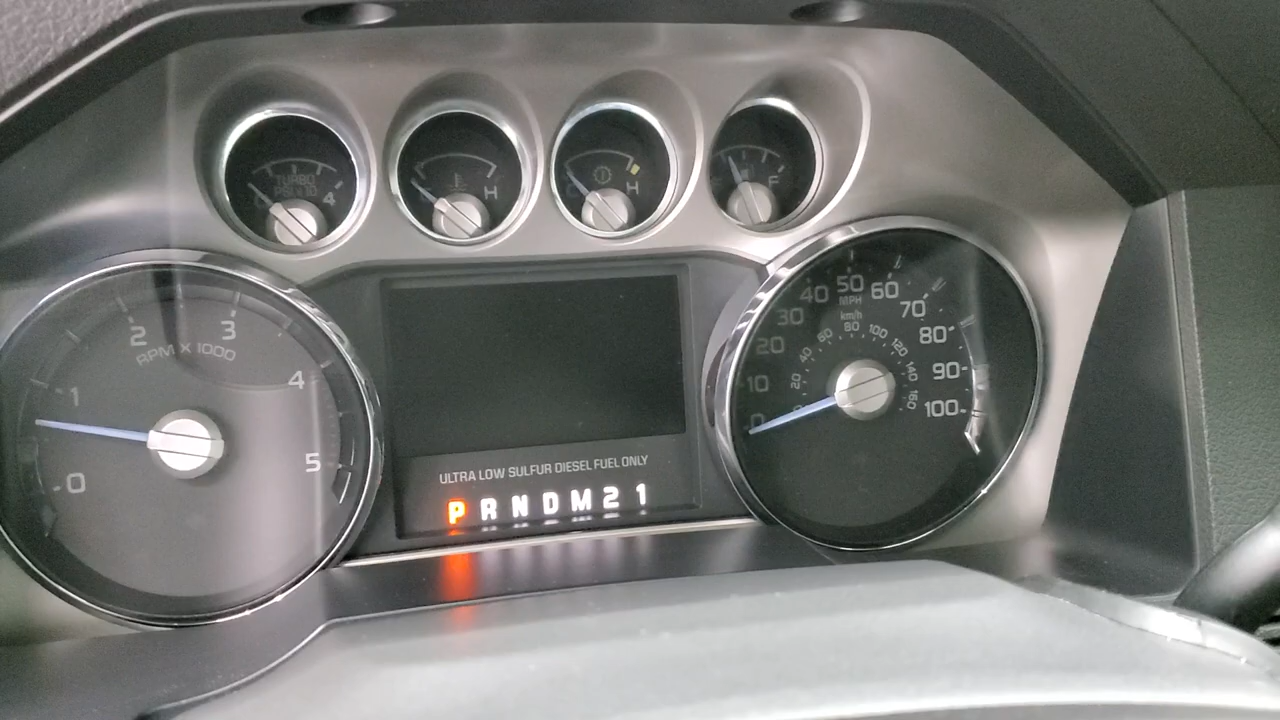 TURBO
PSI X 10
4
H
H
F
0
1
2
3
4
5
RPM X 1000
ULTRA LOW SULFUR DIESEL FUEL ONLY
P R N D M 2 1
0
10
20
30
40
50
60
70
80
90
100
MPH
km/h
0
20
40
60
80
100
120
140
160